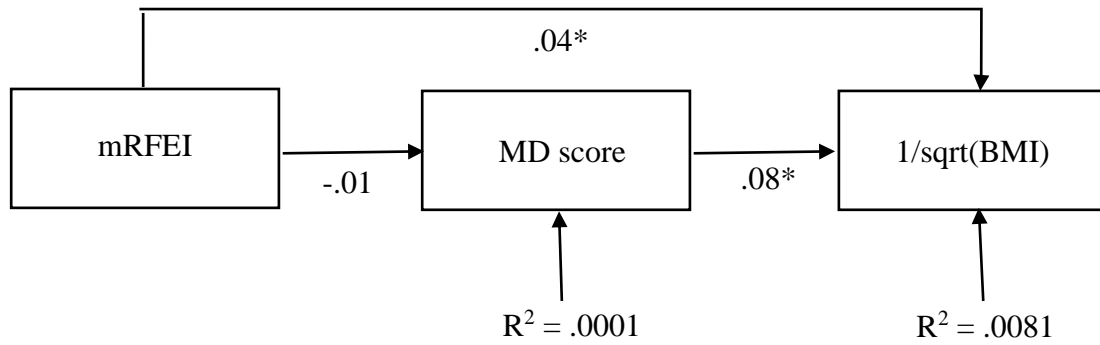 .04*
mRFEI
MD score
1/sqrt(BMI)
-.01
.08*
R² = .0001
R² = .0081